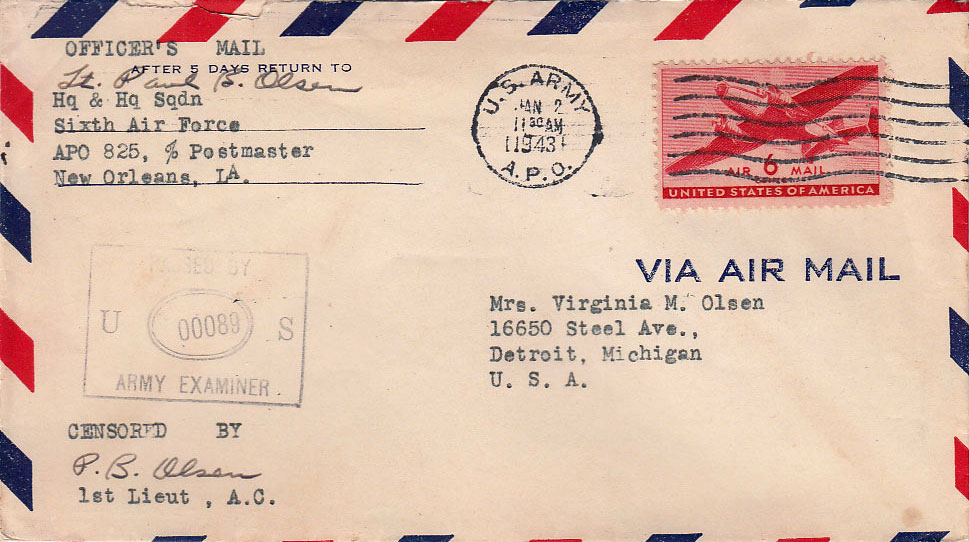 OFFICER'S MAIL
AFTER 5 DAYS RETURN TO
Lt. Paul B. Olsen
Hq & Hq Sqdn
Sixth Air Force
APO 825, ℅ Postmaster
New Orleans, LA.
U.S. ARMY
JAN 2
11 30 AM
1943
A.P.O.
AIR 6¢ MAIL
UNITED STATES OF AMERICA
VIA AIR MAIL
Mrs. Virginia M. Olsen
16650 Steel Ave.,
Detroit, Michigan
U. S. A.
PASSED BY
U 00089 S
ARMY EXAMINER
CENSORED BY
P. B. Olsen
1st Lieut , A.C.